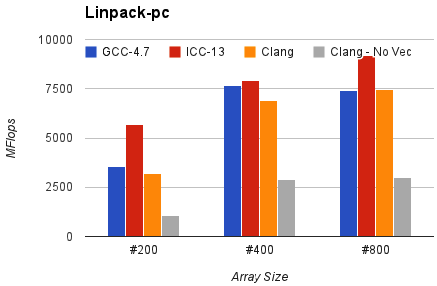 Linpack-pc
10000
GCC-4.7 ICC-13 Clang Clang - No Vec
7500
5000
2500
0
MFlops
#200 #400 #800
Array Size